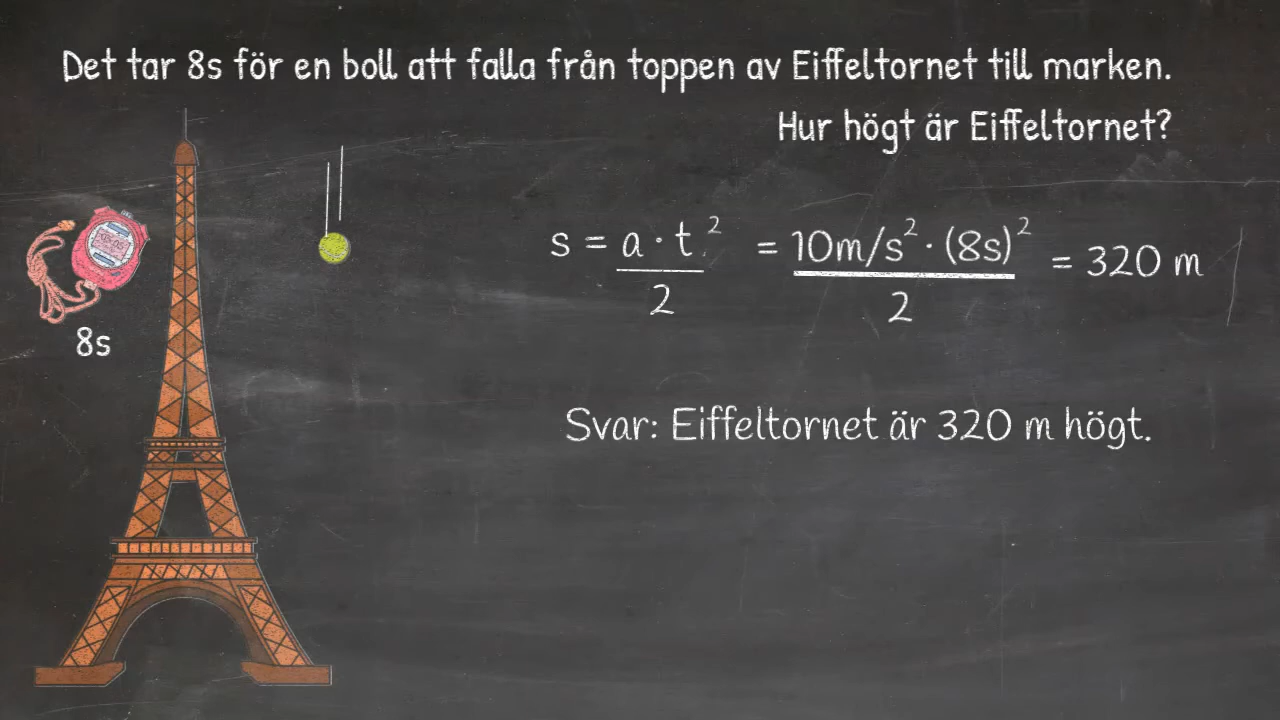 Det tar 8s för en boll att falla från toppen av Eiffeltornet till marken.
Hur högt är Eiffeltornet?
s = a · t² / 2 = 10m/s² · (8s)² / 2 = 320 m
8s
Svar: Eiffeltornet är 320 m högt.